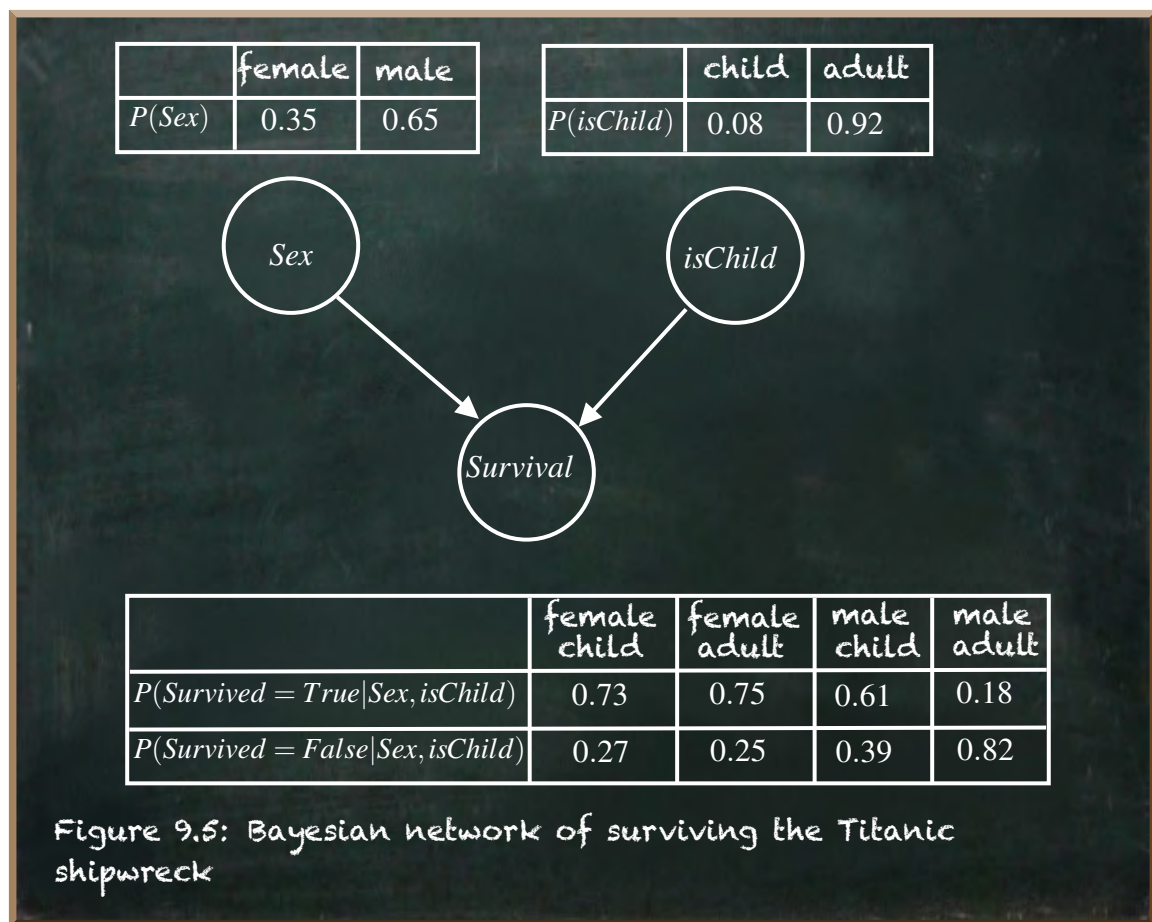 female male
P(Sex) 0.35 0.65
child adult
P(isChild) 0.08 0.92
Sex
isChild
Survival
female child female adult male child male adult
P(Survived = True|Sex,isChild) 0.73 0.75 0.61 0.18
P(Survived = False|Sex,isChild) 0.27 0.25 0.39 0.82
Figure 9.5: Bayesian network of surviving the Titanic
shipwreck